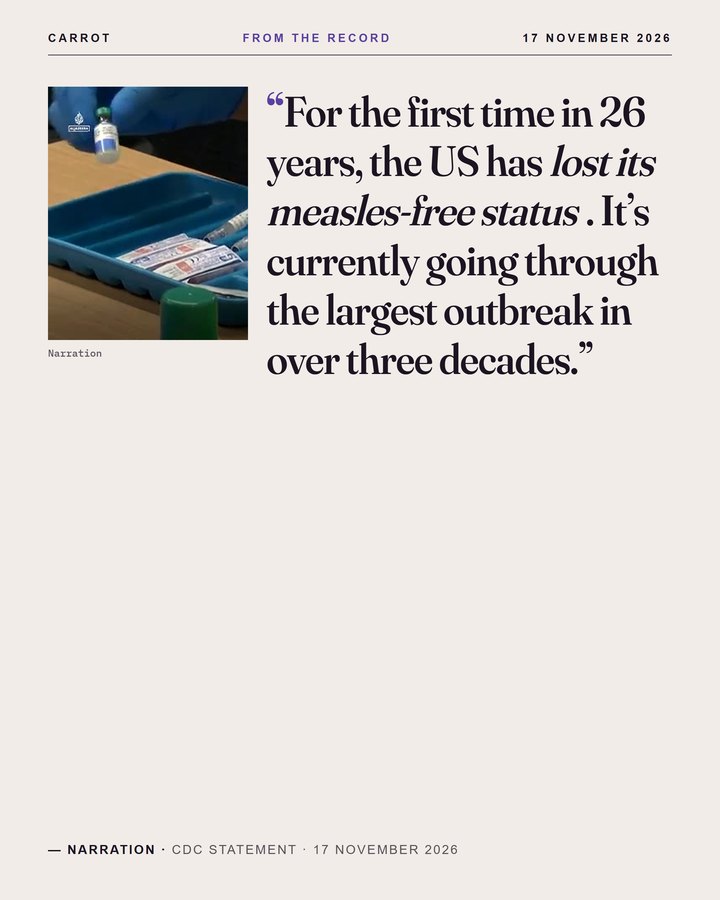 CARROT FROM THE RECORD 17 NOVEMBER 2026
ALJAZEERA
“For the first time in 26
years, the US has lost its
measles-free status . It’s
currently going through
the largest outbreak in
over three decades.”
Narration
— NARRATION · CDC STATEMENT · 17 NOVEMBER 2026